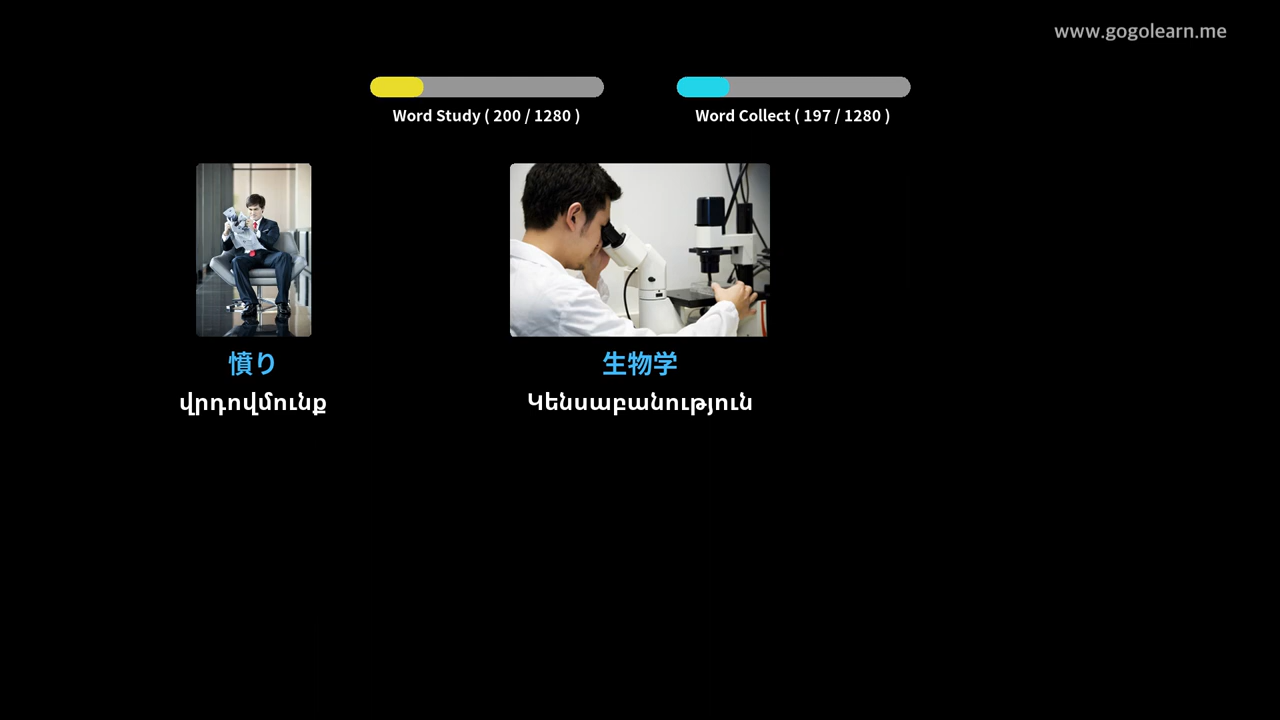 www.gogolearn.me
Word Study ( 200 / 1280 )
Word Collect ( 197 / 1280 )
憤り
վրդովմունք
生物学
Կենսաբանություն